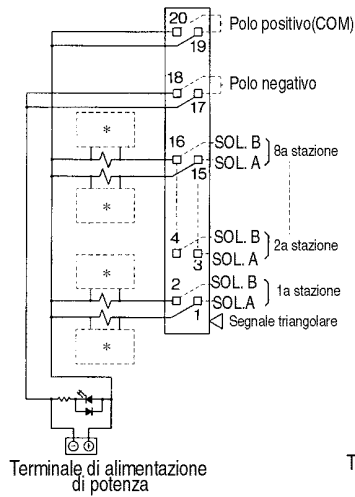 20 Polo positivo(COM)
19
18 Polo negativo
17
*
16 SOL. B
SOL. A 8a stazione
15
*
4 SOL. B
SOL. A 2a stazione
3
*
2 SOL. B
SOL.A 1a stazione
1
Segnale triangolare
*
Terminale di alimentazione
di potenza
T